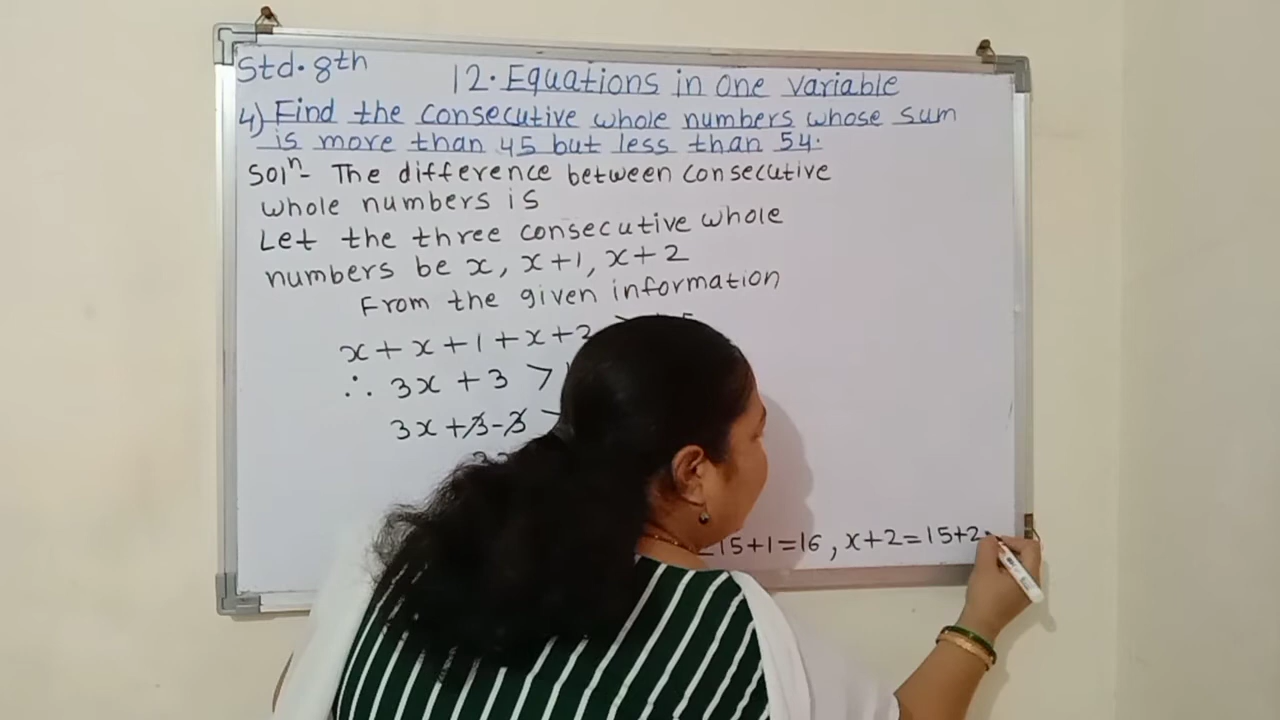 Std. 8th
12. Equations in one variable
4) Find the consecutive whole numbers whose sum
is more than 45 but less than 54.
Solⁿ- The difference between consecutive
whole numbers is
Let the three consecutive whole
numbers be x, x+1, x+2
From the given information
x + x + 1 + x + 2 >
∴ 3x + 3 >
3x + 3 - 3 >
=15+1=16, x+2=15+2